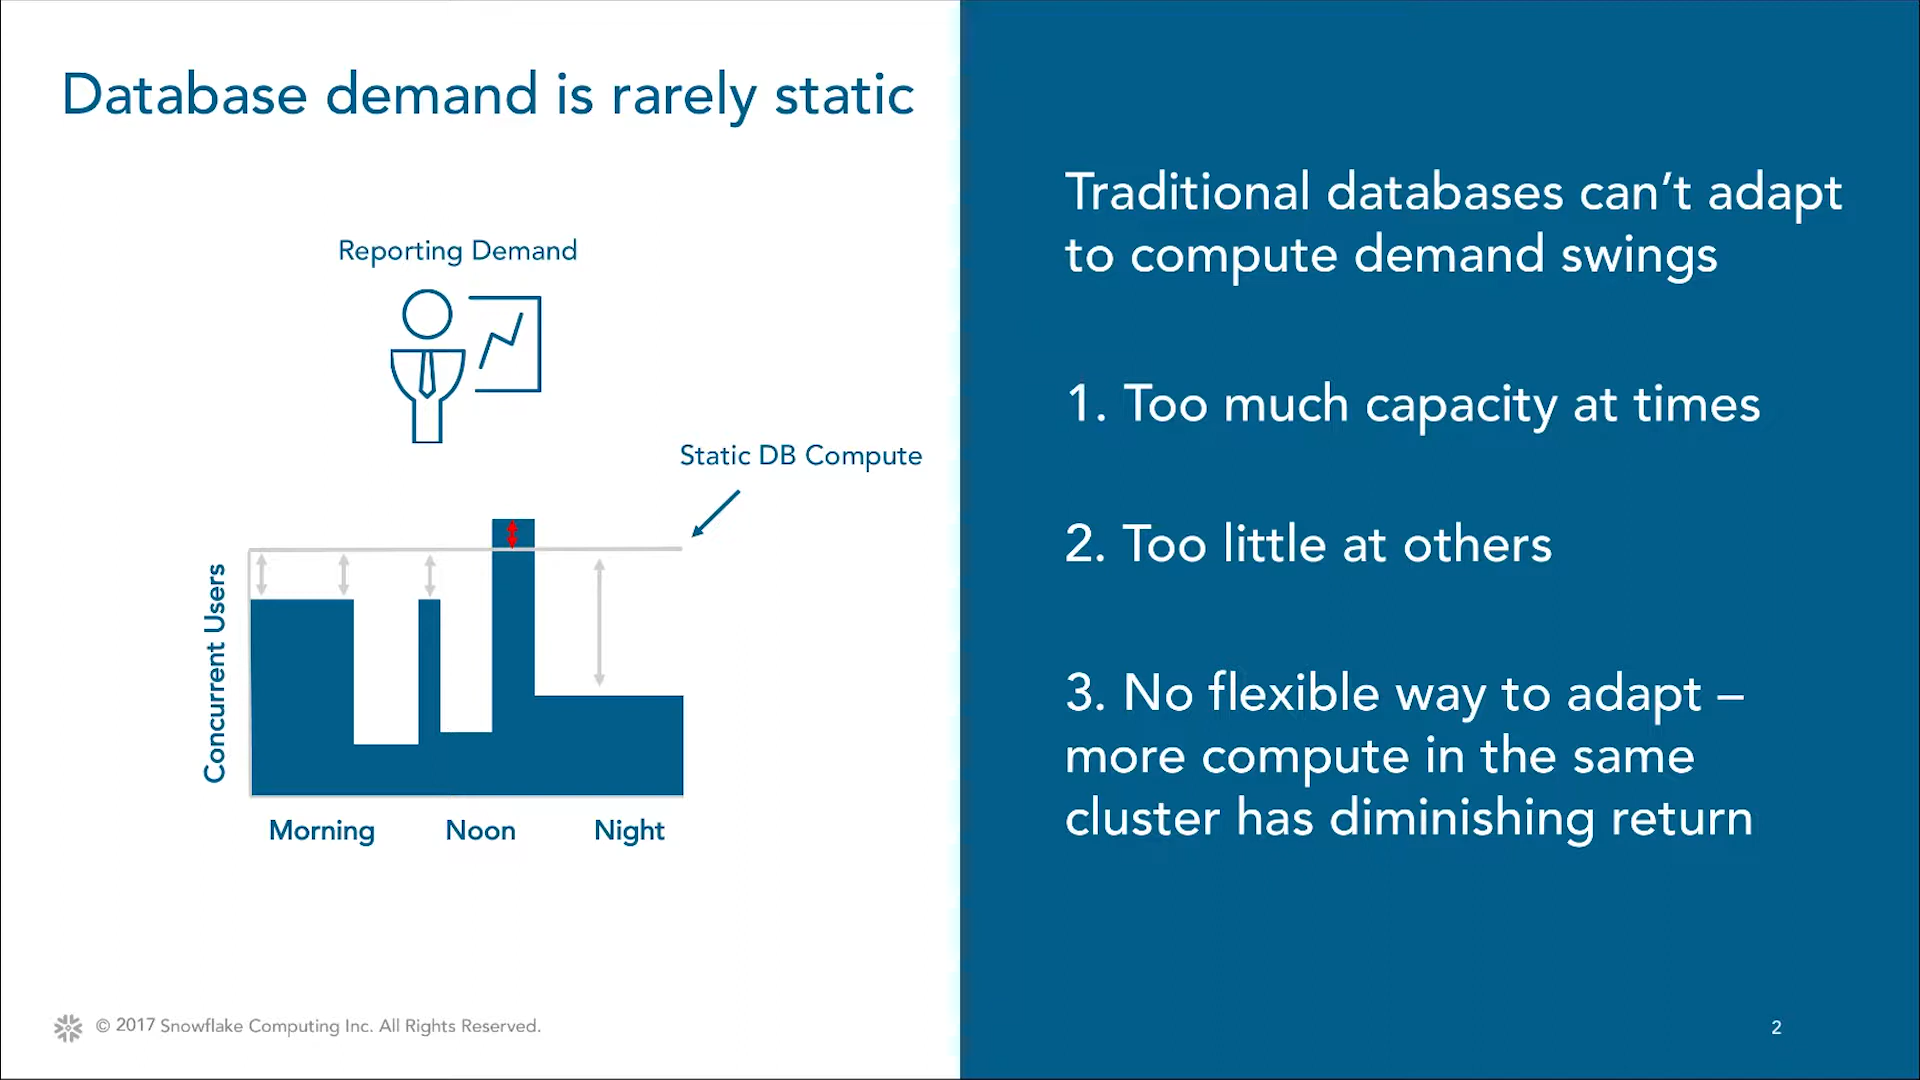 Database demand is rarely static
Reporting Demand
Static DB Compute
Concurrent Users
Morning
Noon
Night
© 2017 Snowflake Computing Inc. All Rights Reserved.
Traditional databases can’t adapt
to compute demand swings
1. Too much capacity at times
2. Too little at others
3. No flexible way to adapt –
more compute in the same
cluster has diminishing return
2